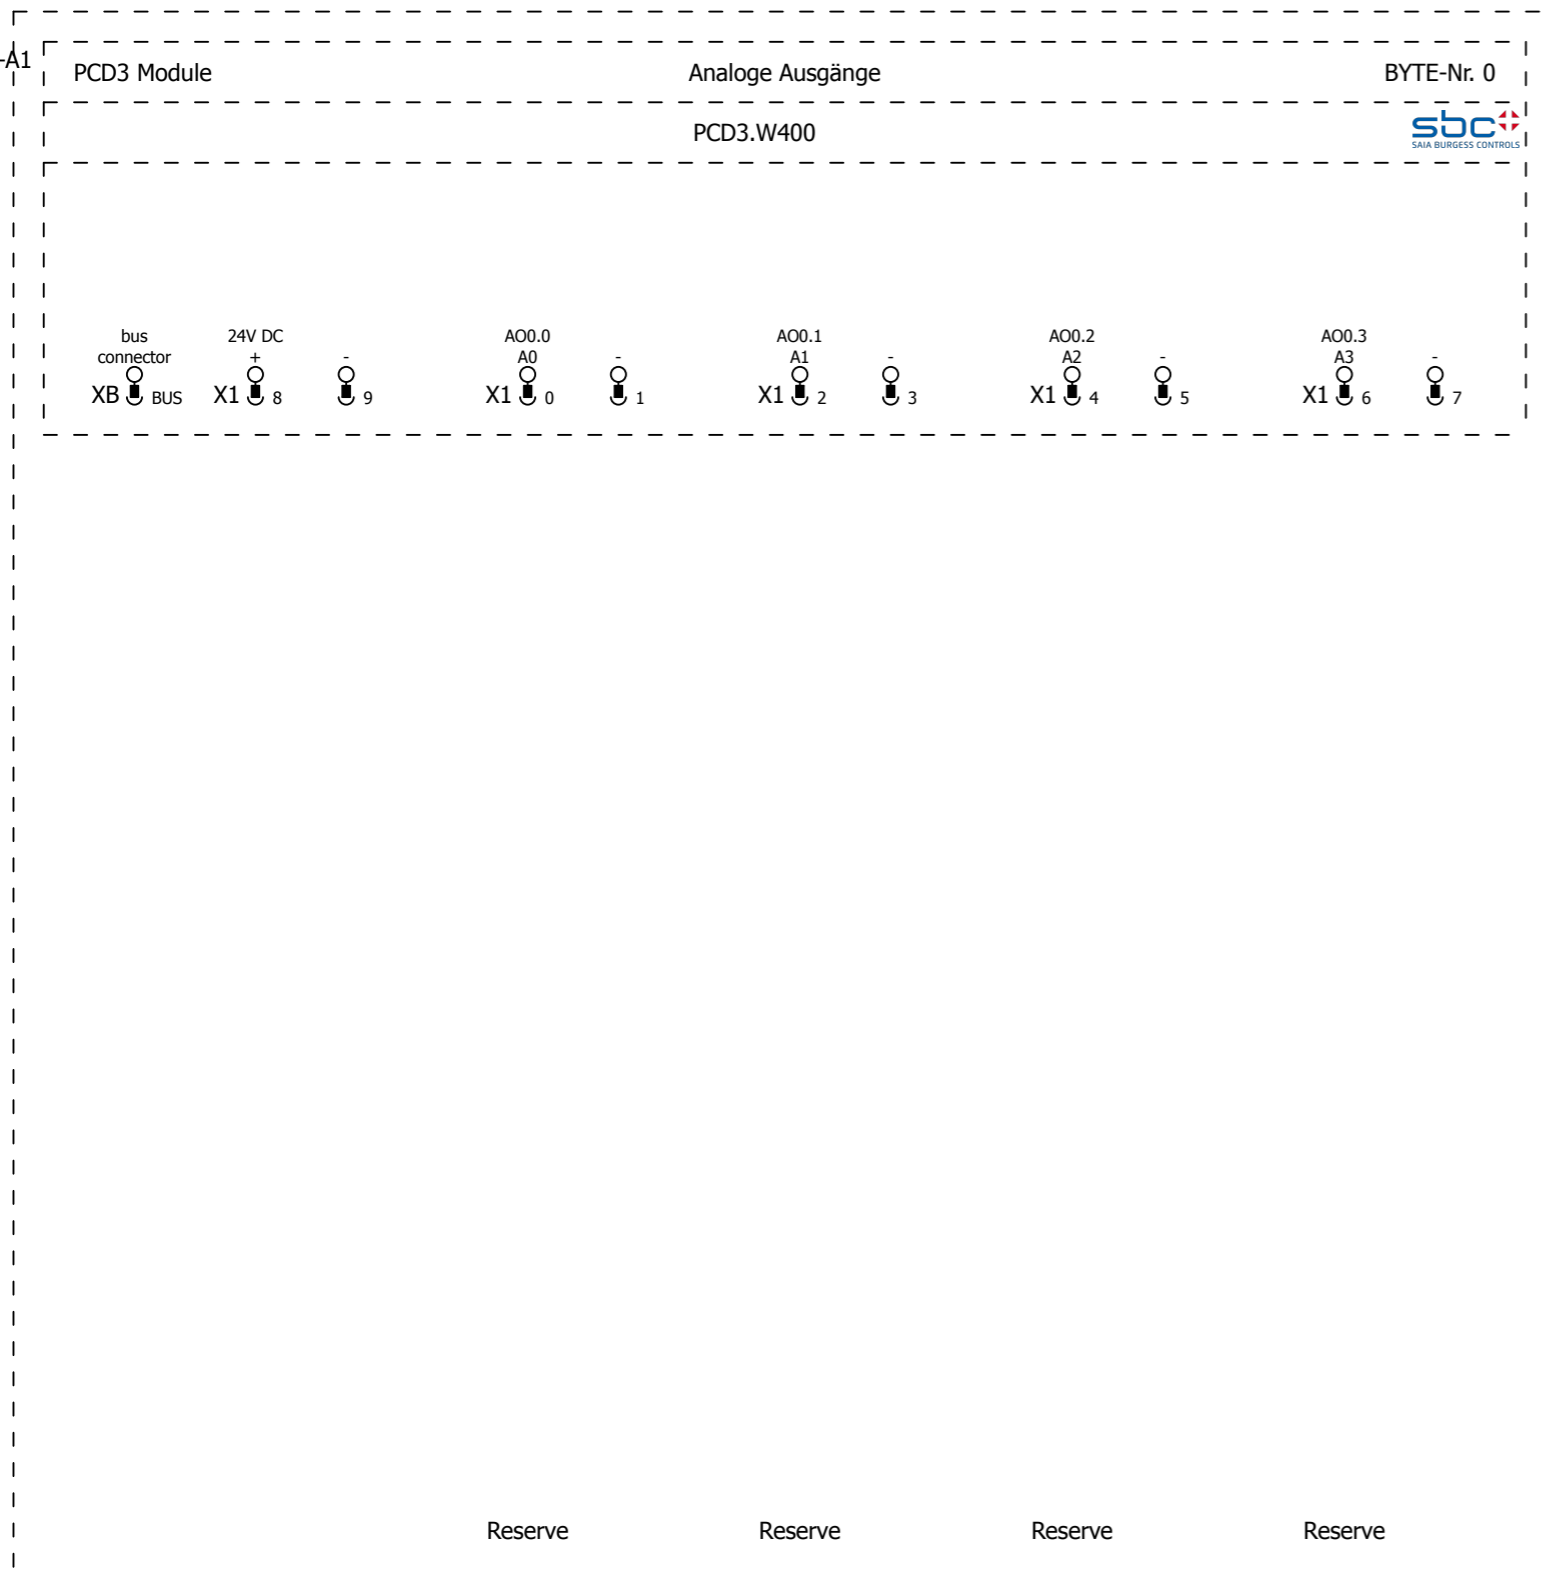 -A1
PCD3 Module Analoge Ausgänge BYTE-Nr. 0
PCD3.W400
sbc
SAIA BURGESS CONTROLS
bus 24V DC AO0.0 AO0.1 AO0.2 AO0.3
connector + - A0 - A1 - A2 - A3 -
XB BUS X1 8 9 X1 0 1 X1 2 3 X1 4 5 X1 6 7
Reserve Reserve Reserve Reserve